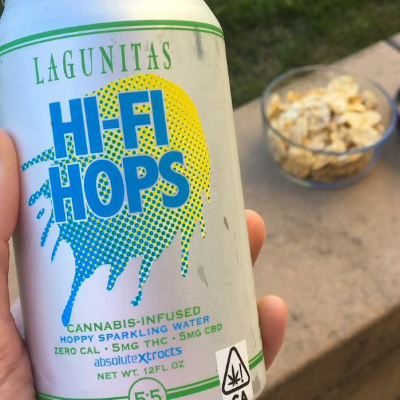 LAGUNITAS
HI-FI
HOPS
CANNABIS-INFUSED
HOPPY SPARKLING WATER
ZERO CAL • 5MG THC • 5MG CBD
absoluteXtracts
NET WT. 12FL OZ
5:5
CA